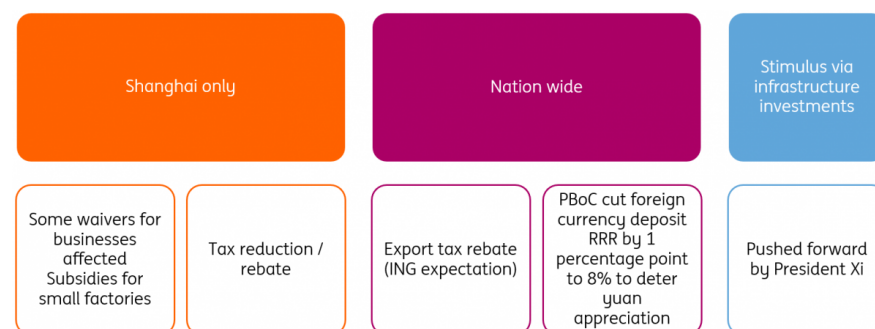 Shanghai only
Nation wide
Stimulus via
infrastructure
investments
Some waivers for
businesses
affected
Subsidies for
small factories
Tax reduction /
rebate
Export tax rebate
(ING expectation)
PBoC cut foreign
currency deposit
RRR by 1
percentage point
to 8% to deter
yuan
appreciation
Pushed forward
by President Xi